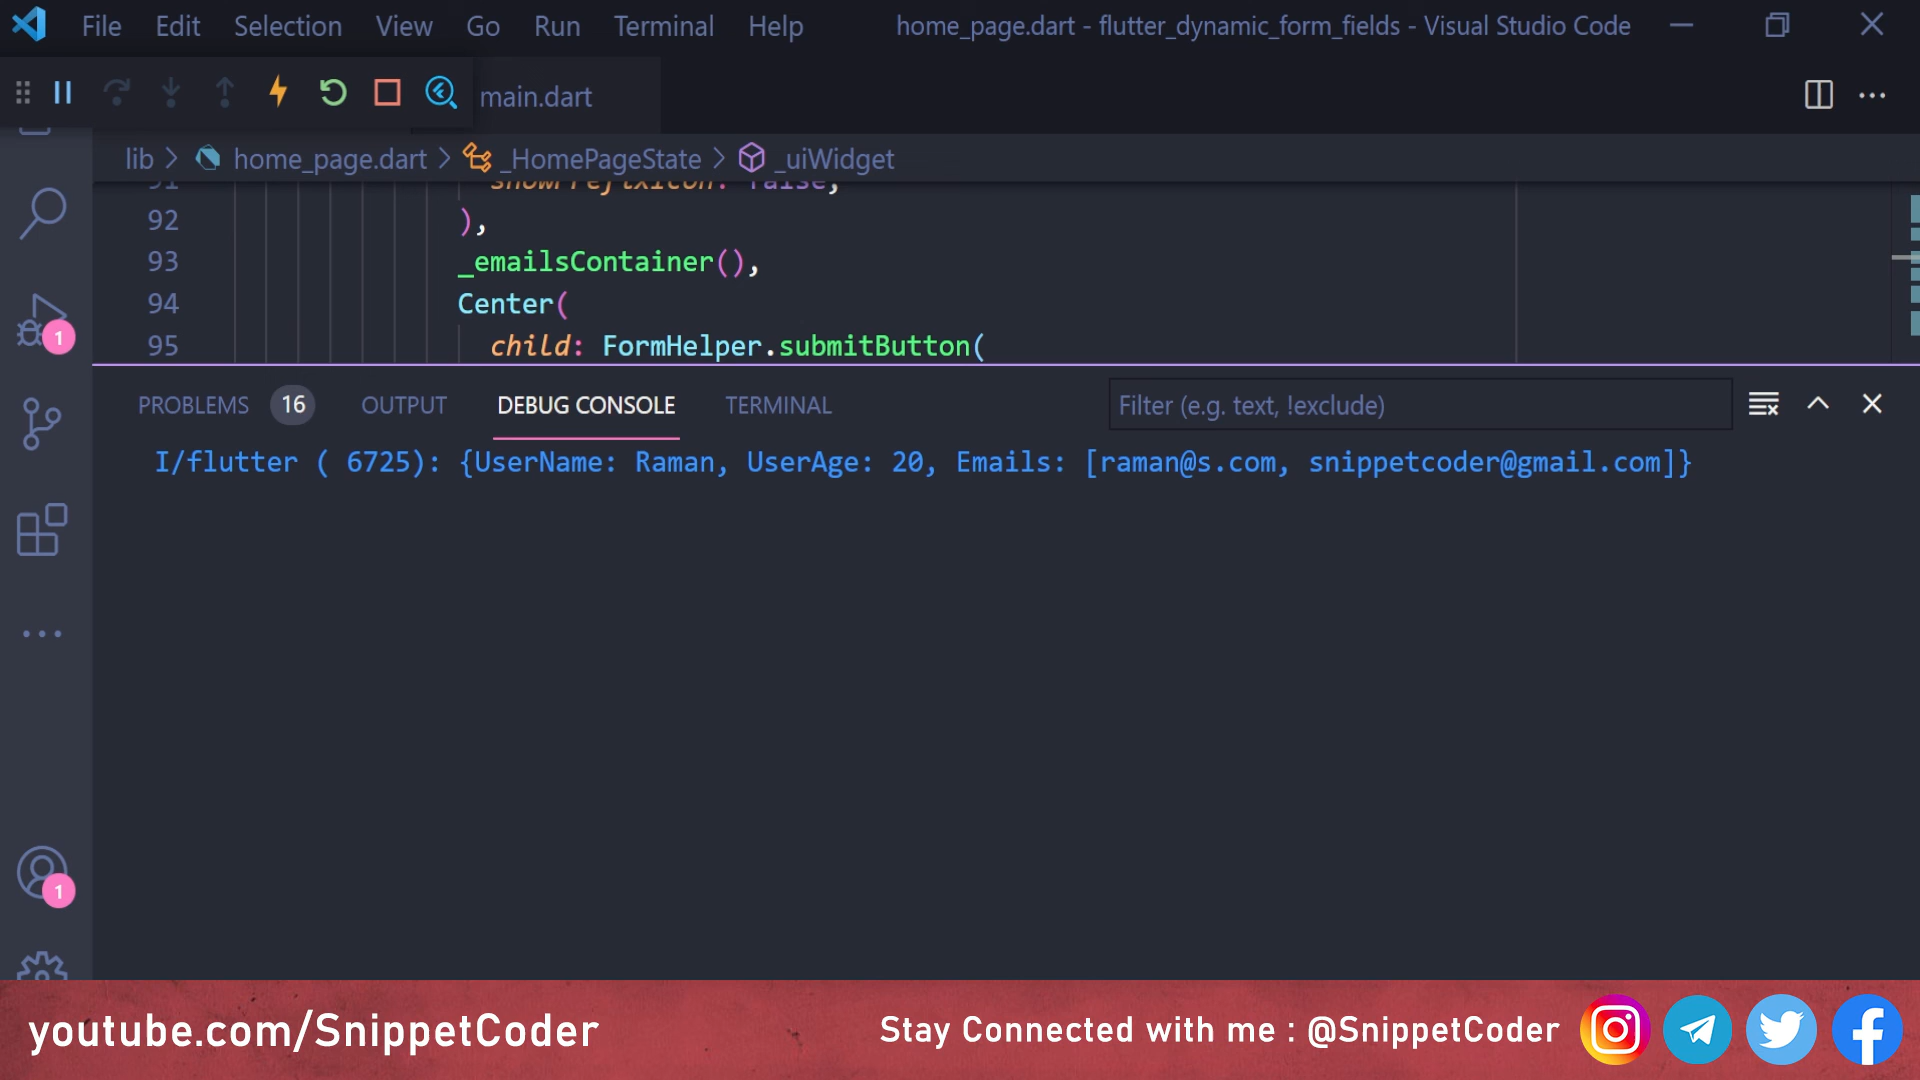 File Edit Selection View Go Run Terminal Help home_page.dart - flutter_dynamic_form_fields - Visual Studio Code
main.dart
lib > home_page.dart > _HomePageState > _uiWidget
91 showPrefixIcon: false,
92 ),
93 _emailsContainer(),
94 Center(
95 child: FormHelper.submitButton(
1
PROBLEMS 16 OUTPUT DEBUG CONSOLE TERMINAL Filter (e.g. text, !exclude)
I/flutter ( 6725): {UserName: Raman, UserAge: 20, Emails: [raman@s.com, snippetcoder@gmail.com]}
1
youtube.com/SnippetCoder Stay Connected with me : @SnippetCoder